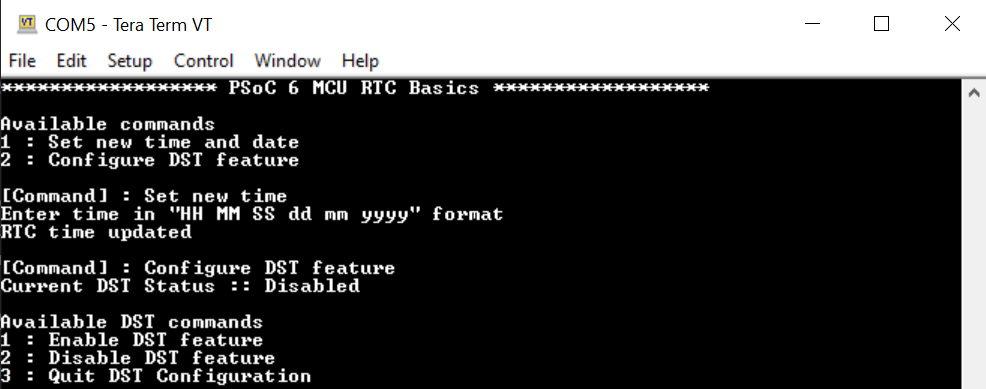 COM5 - Tera Term VT
File Edit Setup Control Window Help
****************** PSoC 6 MCU RTC Basics ******************
Available commands
1 : Set new time and date
2 : Configure DST feature
[Command] : Set new time
Enter time in "HH MM SS dd mm yyyy" format
RTC time updated
[Command] : Configure DST feature
Current DST Status :: Disabled
Available DST commands
1 : Enable DST feature
2 : Disable DST feature
3 : Quit DST Configuration